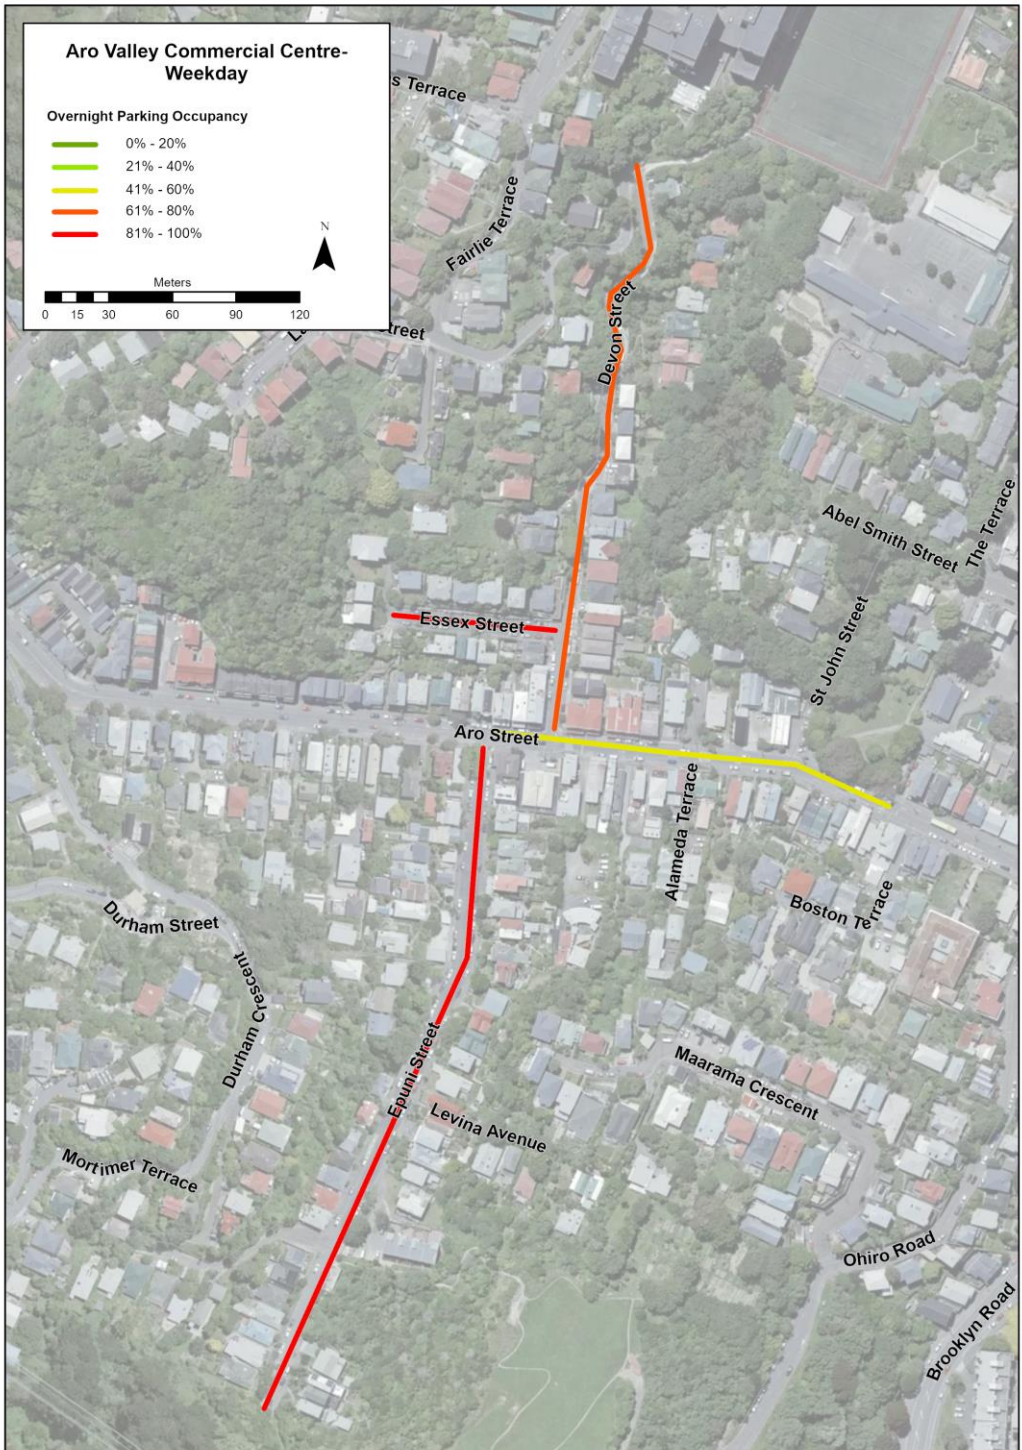 Aro Valley Commercial Centre-
Weekday
Overnight Parking Occupancy
0% - 20%
21% - 40%
41% - 60%
61% - 80%
81% - 100%
N
Meters
0 15 30 60 90 120
Terrace
Fairlie Terrace
Devon Street
Abel Smith Street
The Terrace
St John Street
Essex Street
Aro Street
Alameda Terrace
Boston Terrace
Durham Street
Durham Crescent
Epuni Street
Maarama Crescent
Levina Avenue
Mortimer Terrace
Ohiro Road
Brooklyn Road